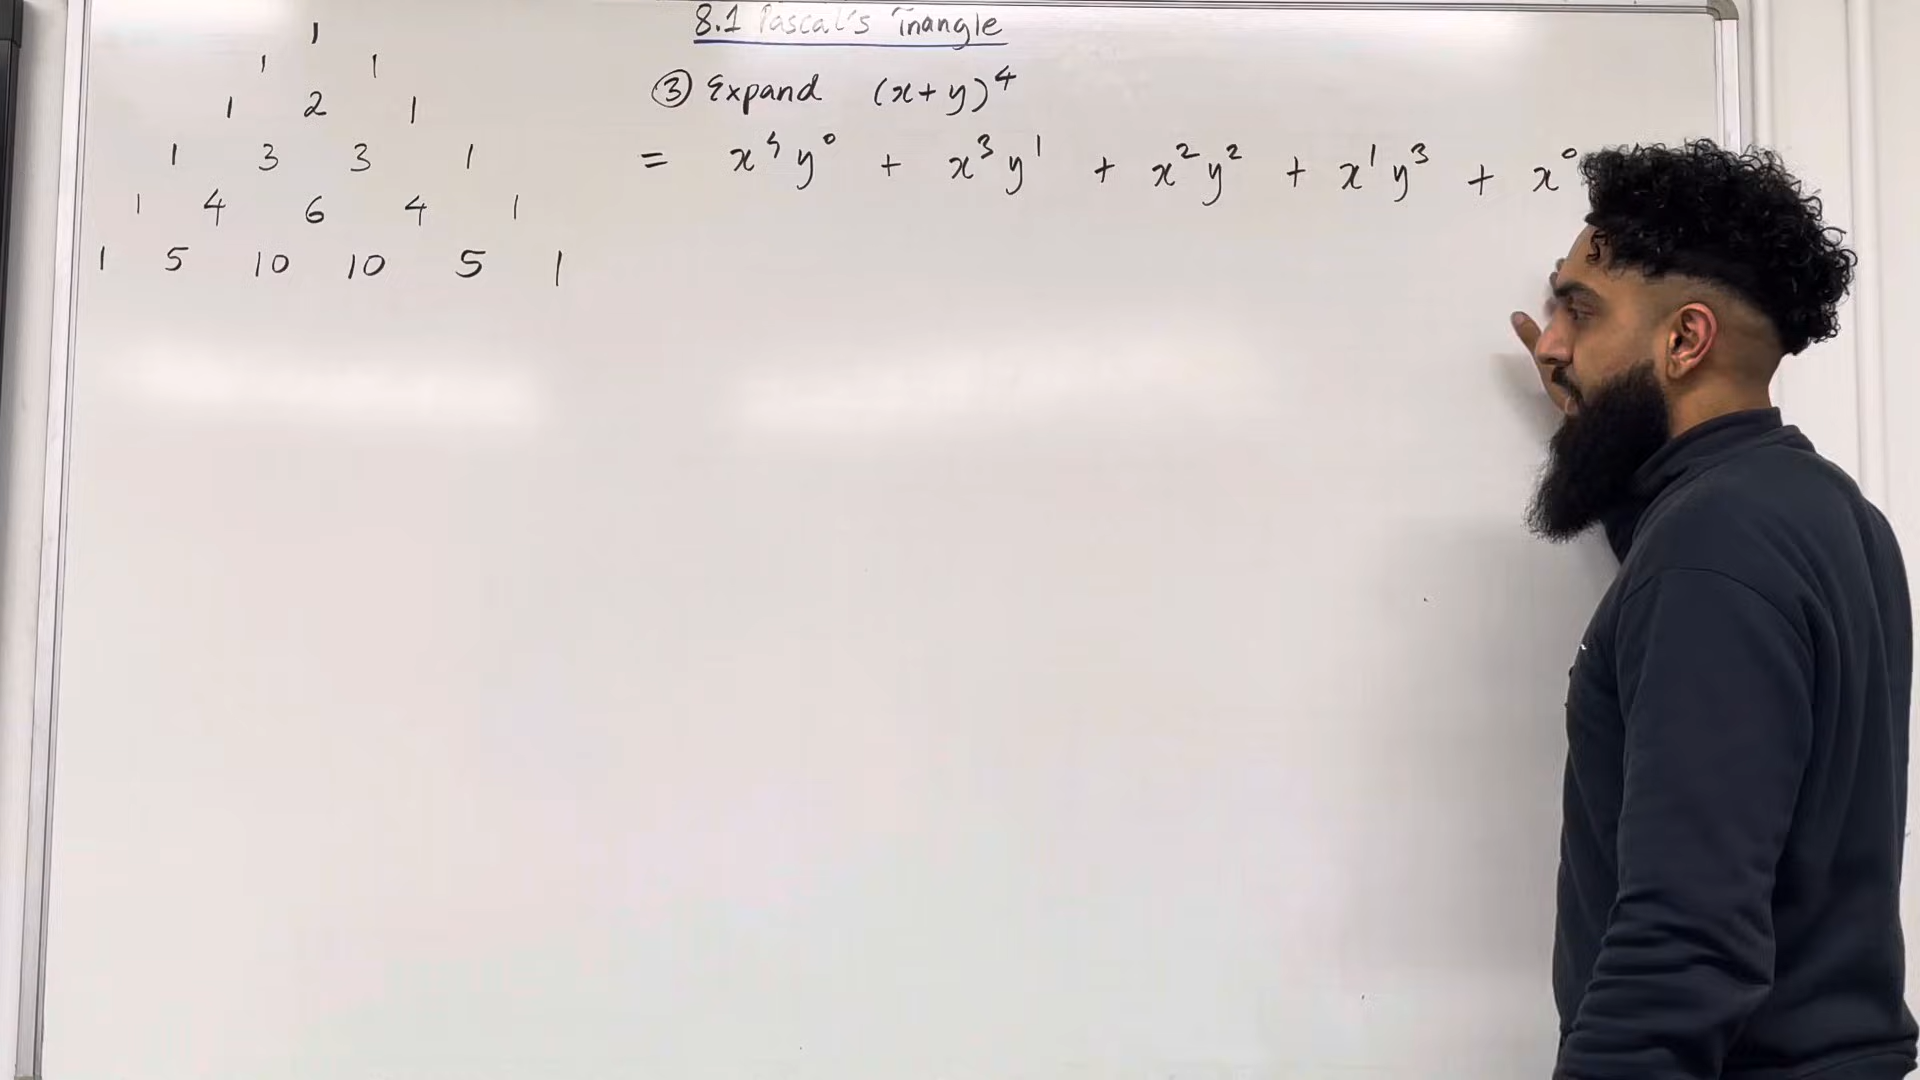 8.1 Pascal's Triangle
1
1 1
1 2 1
1 3 3 1
1 4 6 4 1
1 5 10 10 5 1
③ Expand (x+y)⁴
= x⁴y⁰ + x³y¹ + x²y² + x¹y³ + x⁰